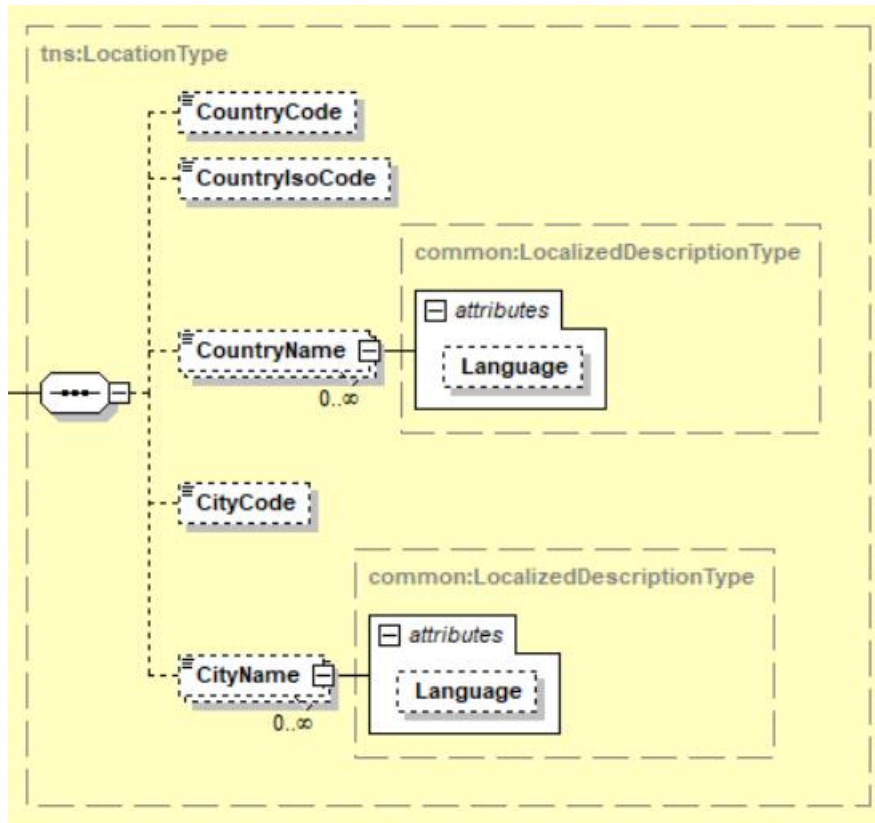 tns:LocationType
CountryCode
CountryIsoCode
common:LocalizedDescriptionType
attributes
CountryName
Language
0..∞
CityCode
common:LocalizedDescriptionType
attributes
CityName
Language
0..∞